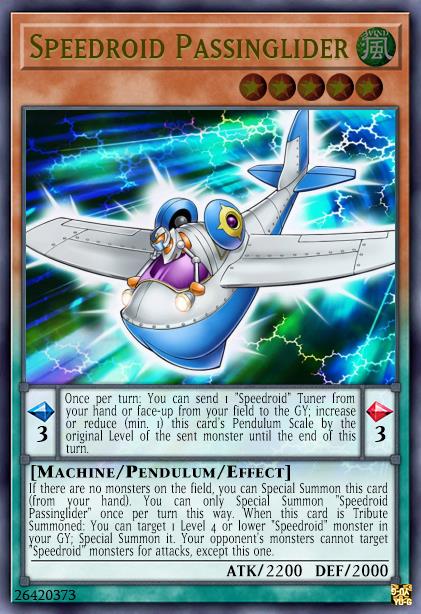 SPEEDROID PASSINGLIDER
WIND
風
Once per turn: You can send 1 "Speedroid" Tuner from
your hand or face-up from your field to the GY; increase
or reduce (min. 1) this card's Pendulum Scale by the
original Level of the sent monster until the end of this
turn.
3
3
[MACHINE/PENDULUM/EFFECT]
If there are no monsters on the field, you can Special Summon this card
(from your hand). You can only Special Summon "Speedroid
Passinglider" once per turn this way. When this card is Tribute
Summoned: You can target 1 Level 4 or lower "Speedroid" monster in
your GY; Special Summon it. Your opponent's monsters cannot target
"Speedroid" monsters for attacks, except this one.
ATK/2200 DEF/2000
26420373